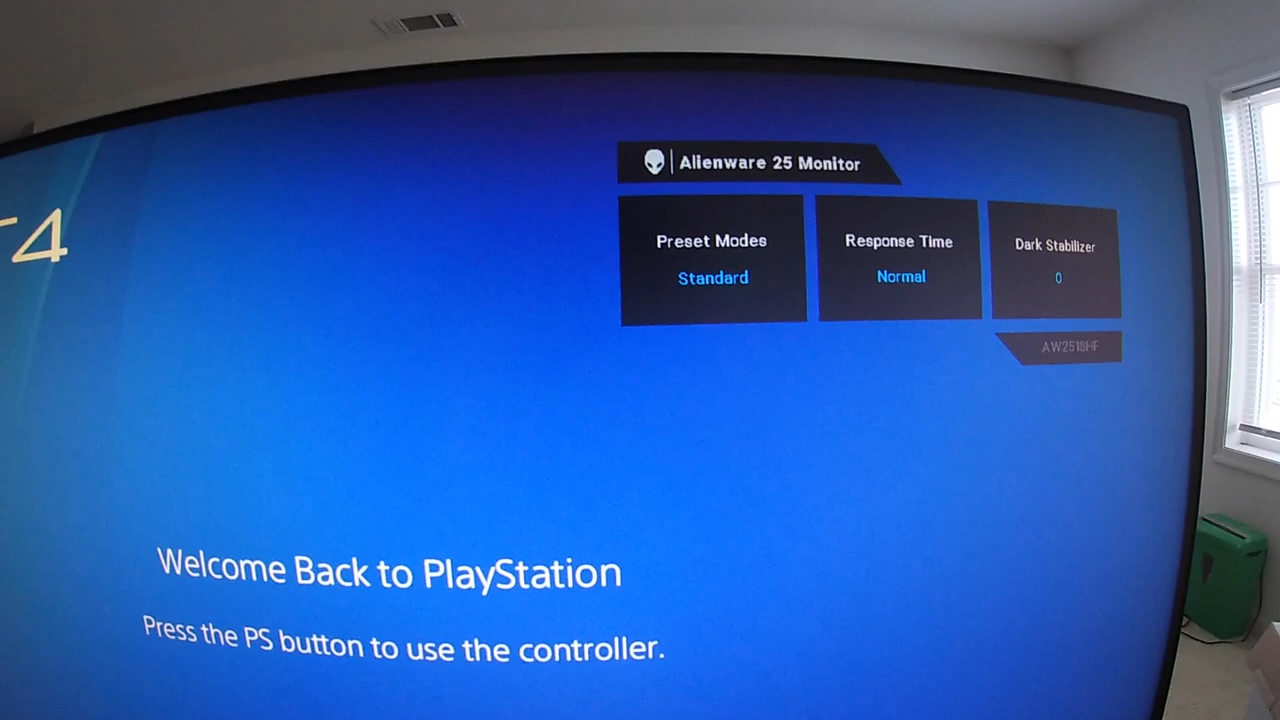 Alienware 25 Monitor
Preset Modes
Standard
Response Time
Normal
Dark Stabilizer
0
AW2518HF
4
Welcome Back to PlayStation
Press the PS button to use the controller.